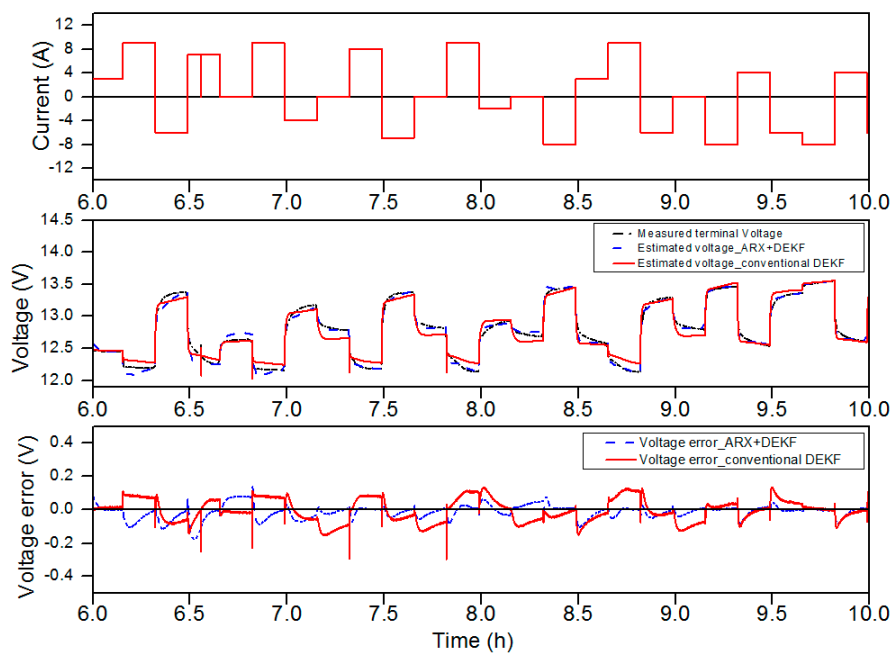 Current (A)
12
8
4
0
-4
-8
-12
6.0 6.5 7.0 7.5 8.0 8.5 9.0 9.5 10.0
Voltage (V)
14.5
14.0
13.5
13.0
12.5
12.0
Measured terminal Voltage
Estimated voltage_ARX+DEKF
Estimated voltage_conventional DEKF
6.0 6.5 7.0 7.5 8.0 8.5 9.0 9.5 10.0
Voltage error (V)
0.4
0.2
0.0
-0.2
-0.4
Voltage error_ARX+DEKF
Voltage error_conventional DEKF
6.0 6.5 7.0 7.5 8.0 8.5 9.0 9.5 10.0
Time (h)